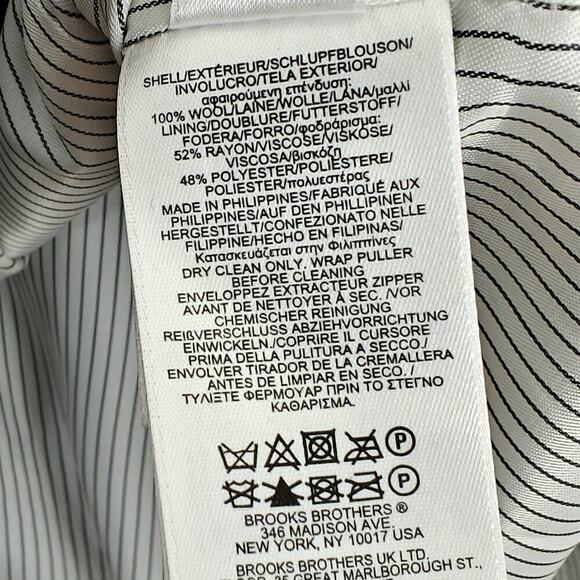 SHELL/EXTÉRIEUR/SCHLUPFBLOUSON/
INVOLUCRO/TELA EXTERIOR/
αφαιρούμενη επένδυση:
100% WOOL/LAINE/WOLLE/LANA/μαλλί
LINING/DOUBLURE/FUTTERSTOFF/
FODERA/FORRO/φοδράρισμα:
52% RAYON/VISCOSE/VISKOSE/
VISCOSA/βισκόζη
48% POLYESTER/POLIESTERE/
POLIESTER/πολυεστέρας
MADE IN PHILIPPINES/FABRIQUÉ AUX
PHILIPPINES/AUF DEN PHILLIPINEN
HERGESTELLT/CONFEZIONATO NELLE
FILIPPINE/HECHO EN FILIPINAS/
Κατασκευάζεται στην Φιλιππίνες
DRY CLEAN ONLY. WRAP PULLER
BEFORE CLEANING
ENVELOPPEZ EXTRACTEUR ZIPPER
AVANT DE NETTOYER À SEC. /VOR
CHEMISCHER REINIGUNG
REIßVERSCHLUSS ABZIEHVORRICHTUNG
EINWICKELN./COPRIRE IL CURSORE
PRIMA DELLA PULITURA A SECCO./
ENVOLVER TIRADOR DE LA CREMALLERA
ANTES DE LIMPIAR EN SEC. /
ΤΥΛΙΞΤΕ ΦΕΡΜΟΥΑΡ ΠΡΙΝ ΤΟ ΣΤΕΓΝΟ
ΚΑΘΑΡΙΣΜΑ.
P
P
BROOKS BROTHERS ®
346 MADISON AVE.
NEW YORK, NY 10017 USA
BROOKS BROTHERS UK LTD.
35 GREAT MARLBOROUGH ST.,